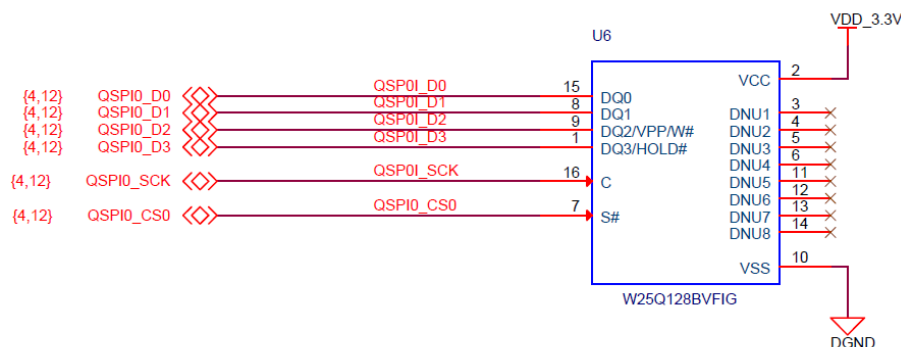 VDD_3.3V
U6
VCC 2
{4,12} QSPI0_D0 QSP0I_D0 15 DQ0
{4,12} QSPI0_D1 QSP0I_D1 8 DQ1
{4,12} QSPI0_D2 QSP0I_D2 9 DQ2/VPP/W#
{4,12} QSPI0_D3 QSP0I_D3 1 DQ3/HOLD#
{4,12} QSPI0_SCK QSP0I_SCK 16 C
{4,12} QSPI0_CS0 QSPI0_CS0 7 S#
DNU1 3
DNU2 4
DNU3 5
DNU4 6
DNU5 11
DNU6 12
DNU7 13
DNU8 14
VSS 10
W25Q128BVFIG
DGND